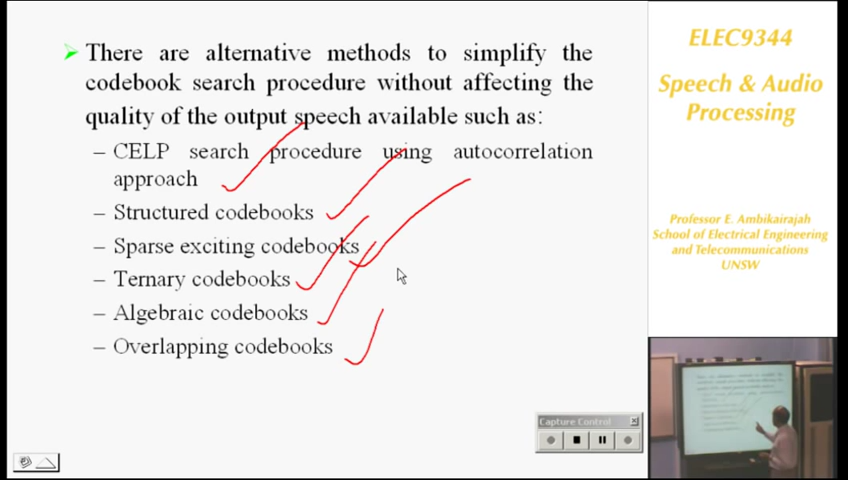 There are alternative methods to simplify the
codebook search procedure without affecting the
quality of the output speech available such as:
– CELP search procedure using autocorrelation
approach
– Structured codebooks
– Sparse exciting codebooks
– Ternary codebooks
– Algebraic codebooks
– Overlapping codebooks
ELEC9344
Speech & Audio
Processing
Professor E. Ambikairajah
School of Electrical Engineering
and Telecommunications
UNSW
Capture Control